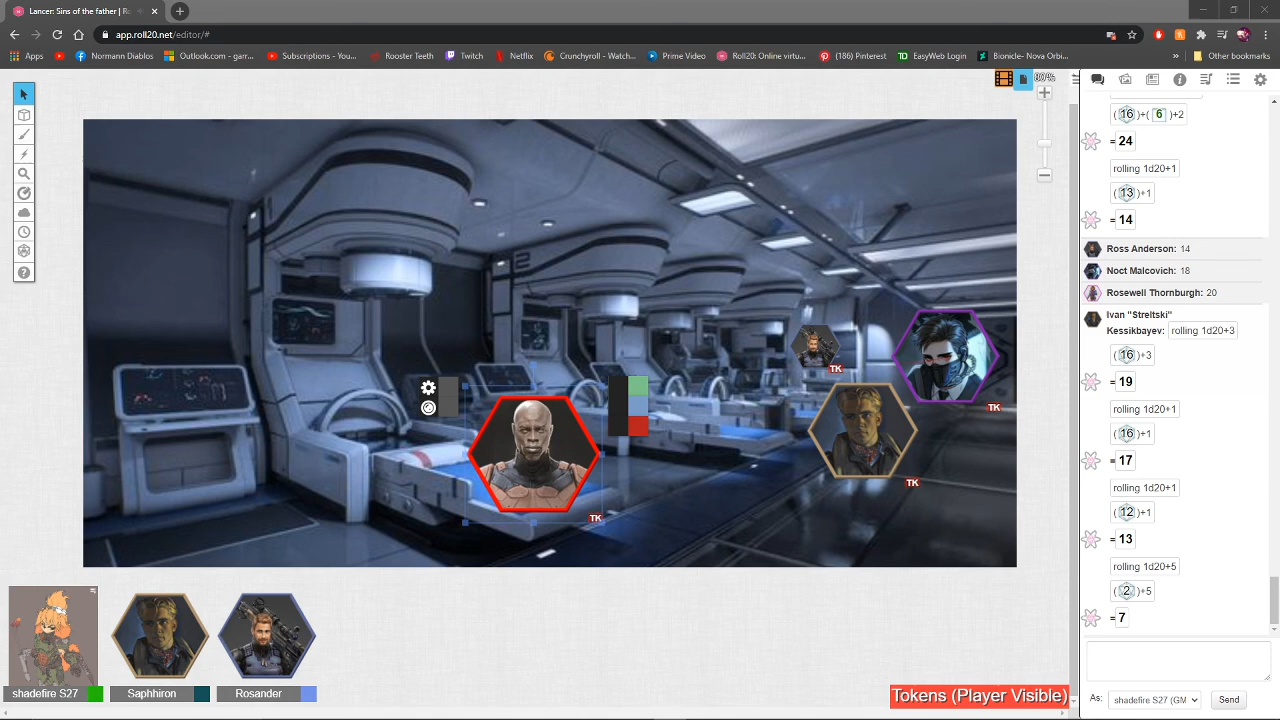 Lancer: Sins of the father | Ro
app.roll20.net/editor/#
Apps
Normann Diablos
Outlook.com - garr...
Subscriptions - You...
Rooster Teeth
Twitch
Netflix
Crunchyroll - Watch...
Prime Video
Roll20: Online virtu...
(186) Pinterest
TD EasyWeb Login
Bionicle- Nova Orbi...
»
Other bookmarks
80%
2
TK
TK
TK
TK
(16)+(6)+2
=24
rolling 1d20+1
(13)+1
=14
Ross Anderson: 14
Noct Malcovich: 18
Rosewell Thornburgh: 20
Ivan "Streltski"
Kessikbayev: rolling 1d20+3
(16)+3
=19
rolling 1d20+1
(16)+1
=17
rolling 1d20+1
(12)+1
=13
rolling 1d20+5
(2)+5
=7
shadefire S27
Saphhiron
Rosander
Tokens (Player Visible)
As:
shadefire S27 (GM
Send